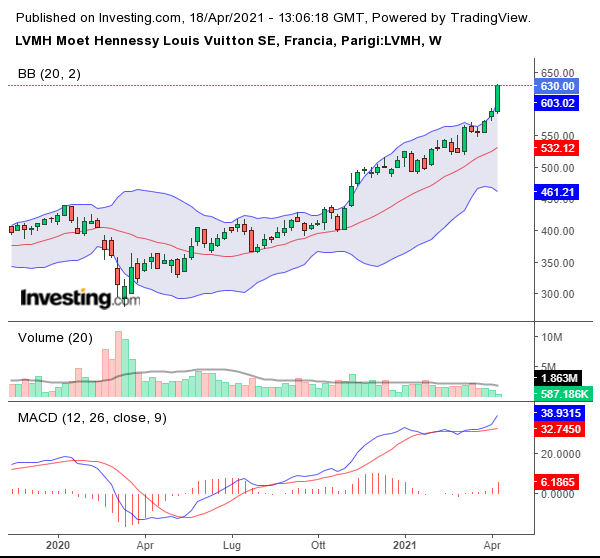 Published on Investing.com, 18/Apr/2021 - 13:06:18 GMT, Powered by TradingView.
LVMH Moet Hennessy Louis Vuitton SE, Francia, Parigi:LVMH, W
BB (20, 2)
650.00
630.00
603.02
550.00
532.12
500.00
461.21
400.00
350.00
300.00
Investing.com
Volume (20)
10M
5M
1.863M
587.186K
MACD (12, 26, close, 9)
38.9315
32.7450
20.0000
6.1865
0.0000
2020 Apr Lug Ott 2021 Apr